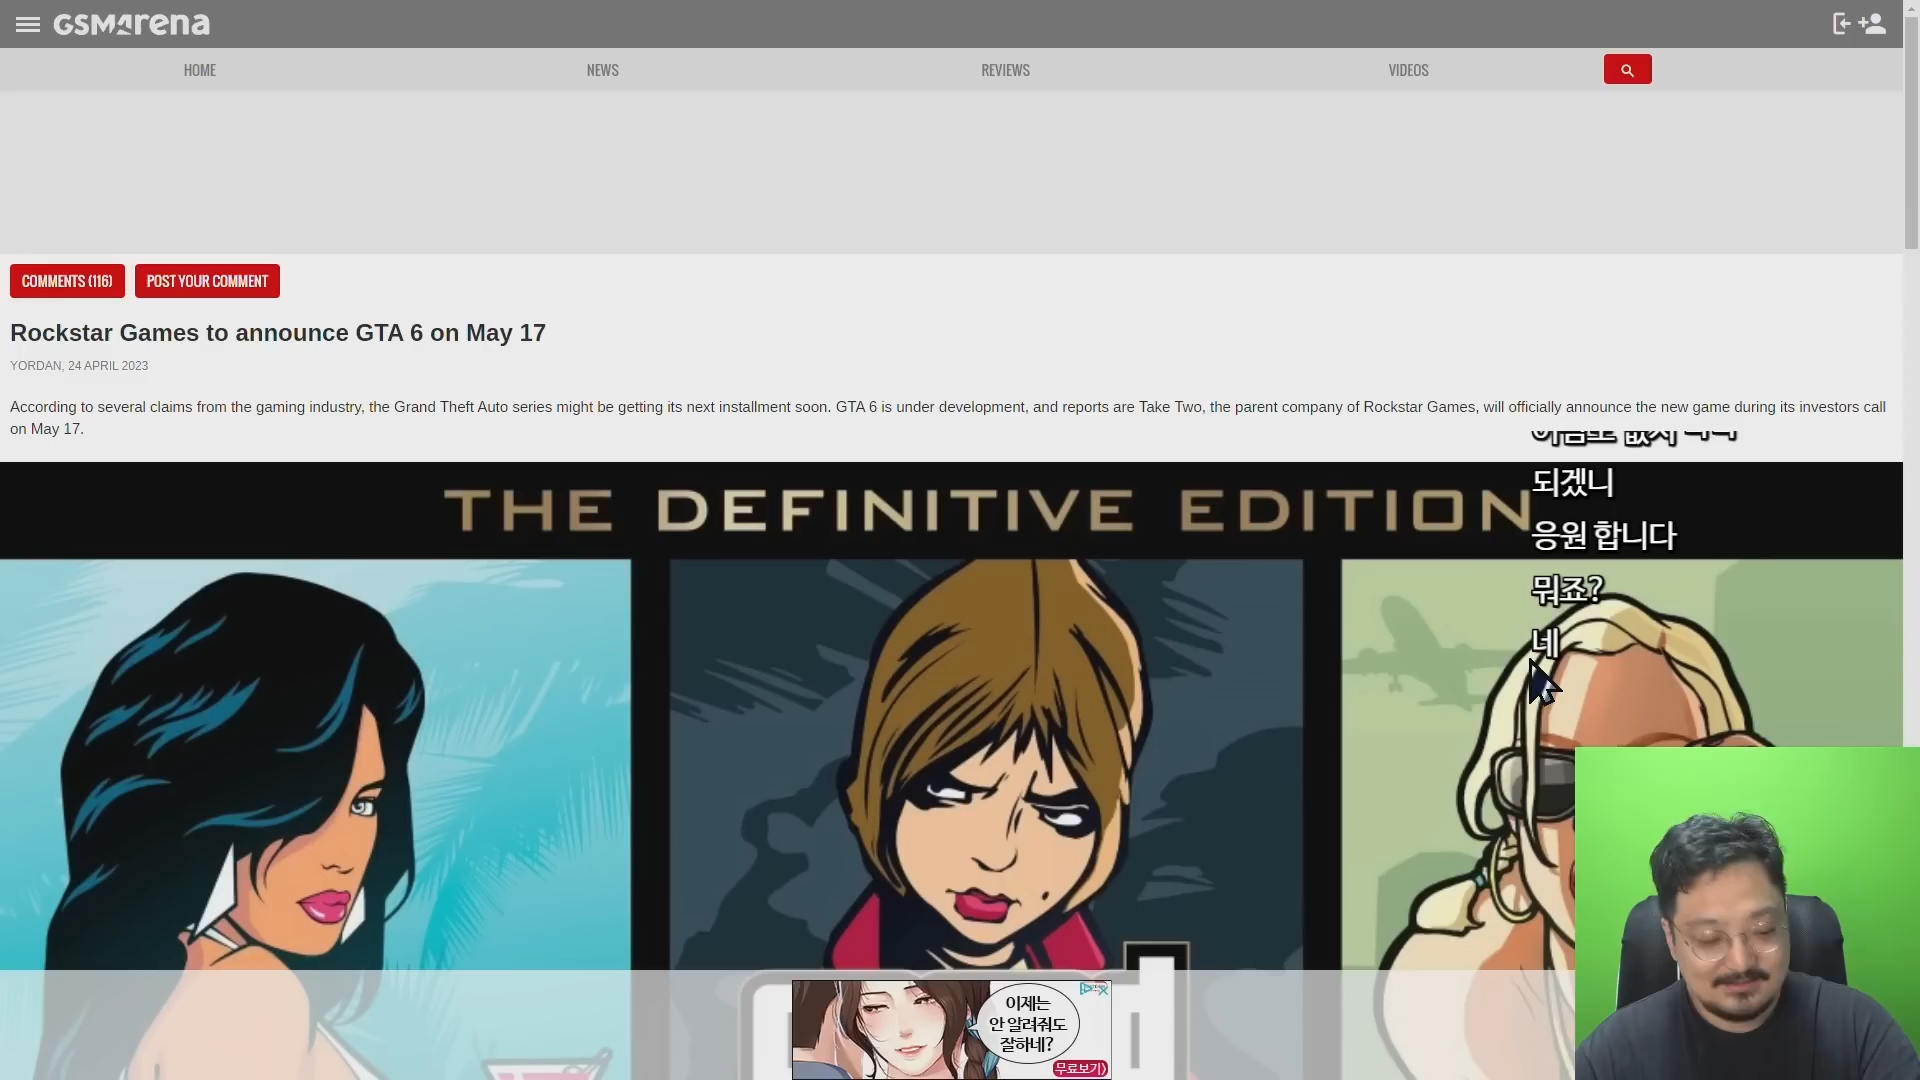 GSMArena
HOME
NEWS
REVIEWS
VIDEOS
COMMENTS (116)
POST YOUR COMMENT
Rockstar Games to announce GTA 6 on May 17
YORDAN, 24 APRIL 2023
According to several claims from the gaming industry, the Grand Theft Auto series might be getting its next installment soon. GTA 6 is under development, and reports are Take Two, the parent company of Rockstar Games, will officially announce the new game during its investors call
on May 17.
되겠니
응원 합니다
뭐죠?
네
THE DEFINITIVE EDITION
이제는
안 알려줘도
잘하네?
무료보기〉